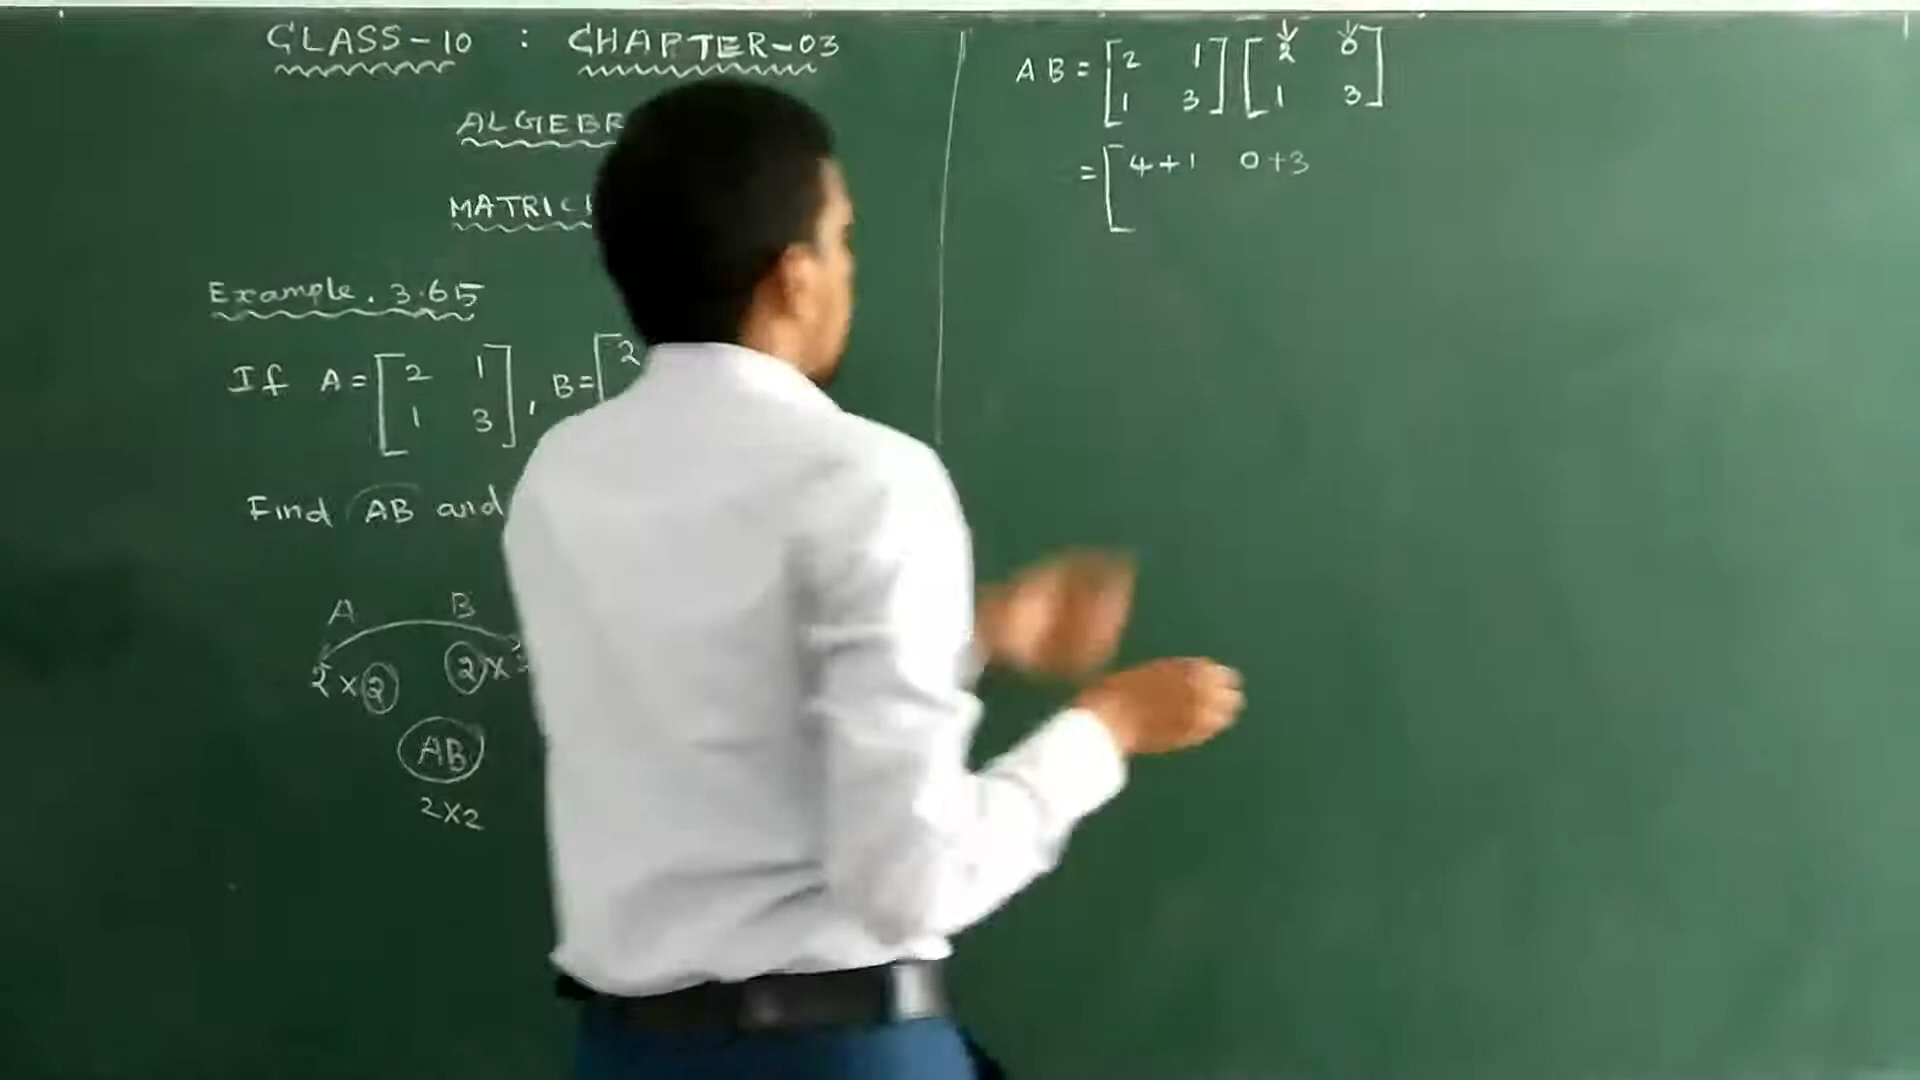 CLASS-10 : CHAPTER-03
ALGEBR
MATRIC
Example. 3.65
If A=[2 1
1 3], B=[2
Find AB and
A B
2×2 2×
AB
2×2
AB=[2 1
1 3][2 0
1 3]
=[4+1 0+3